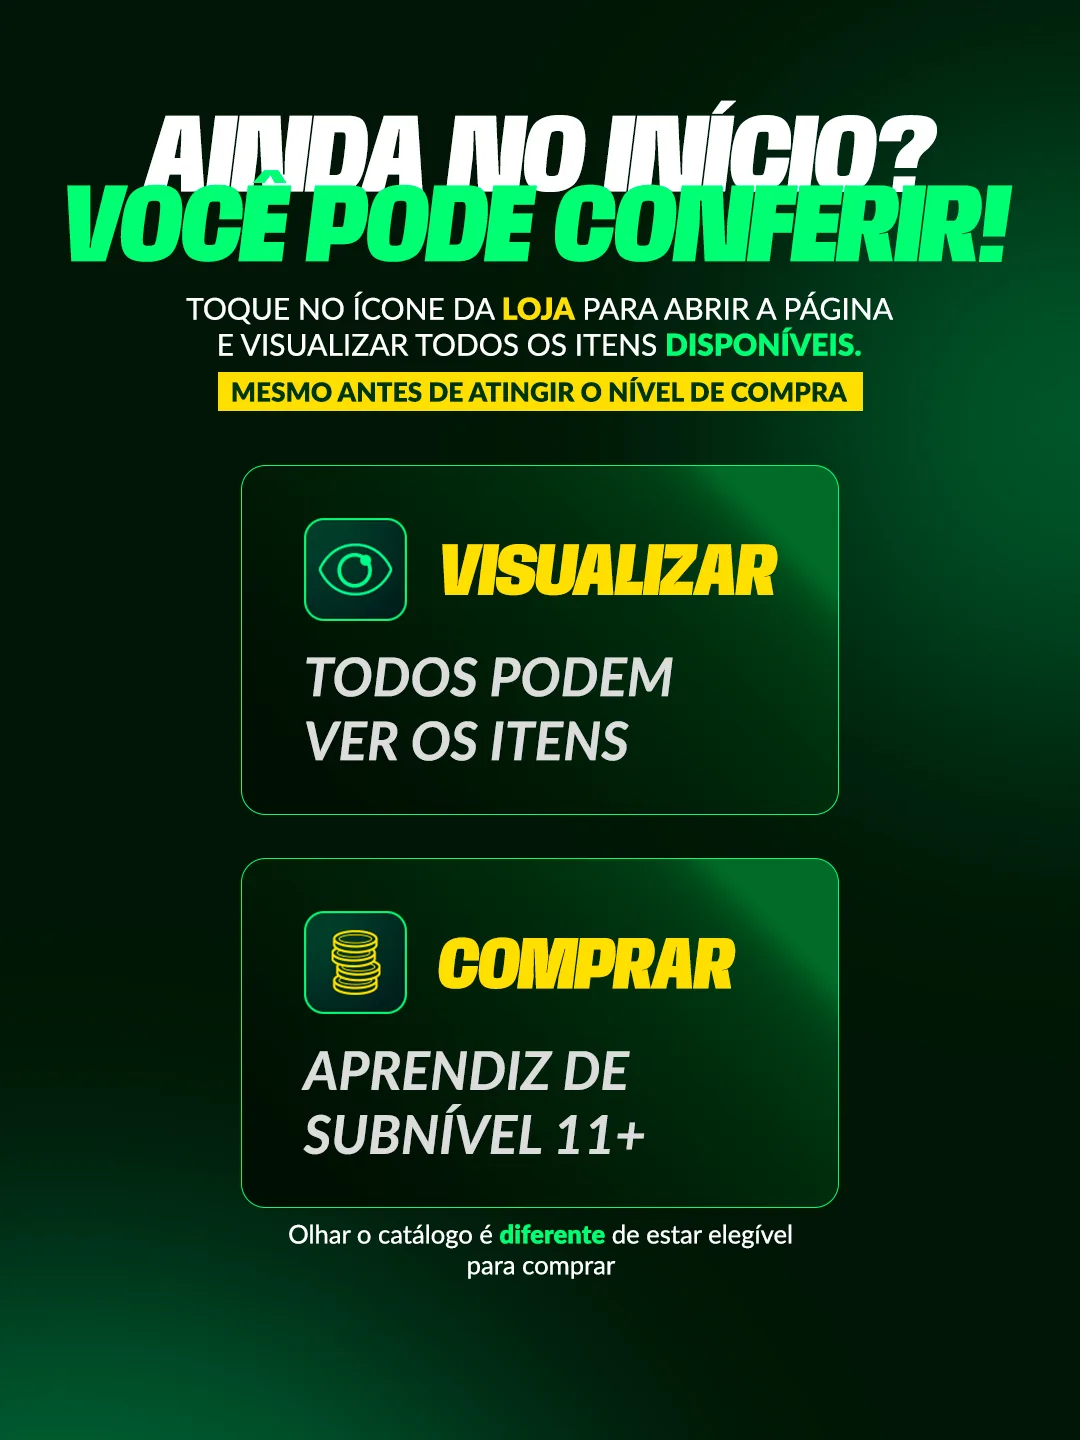 AINDA NO INÍCIO?
VOCÊ PODE CONFERIR!
TOQUE NO ÍCONE DA LOJA PARA ABRIR A PÁGINA
E VISUALIZAR TODOS OS ITENS DISPONÍVEIS.
MESMO ANTES DE ATINGIR O NÍVEL DE COMPRA
VISUALIZAR
TODOS PODEM
VER OS ITENS
COMPRAR
APRENDIZ DE
SUBNÍVEL 11+
Olhar o catálogo é diferente de estar elegível
para comprar